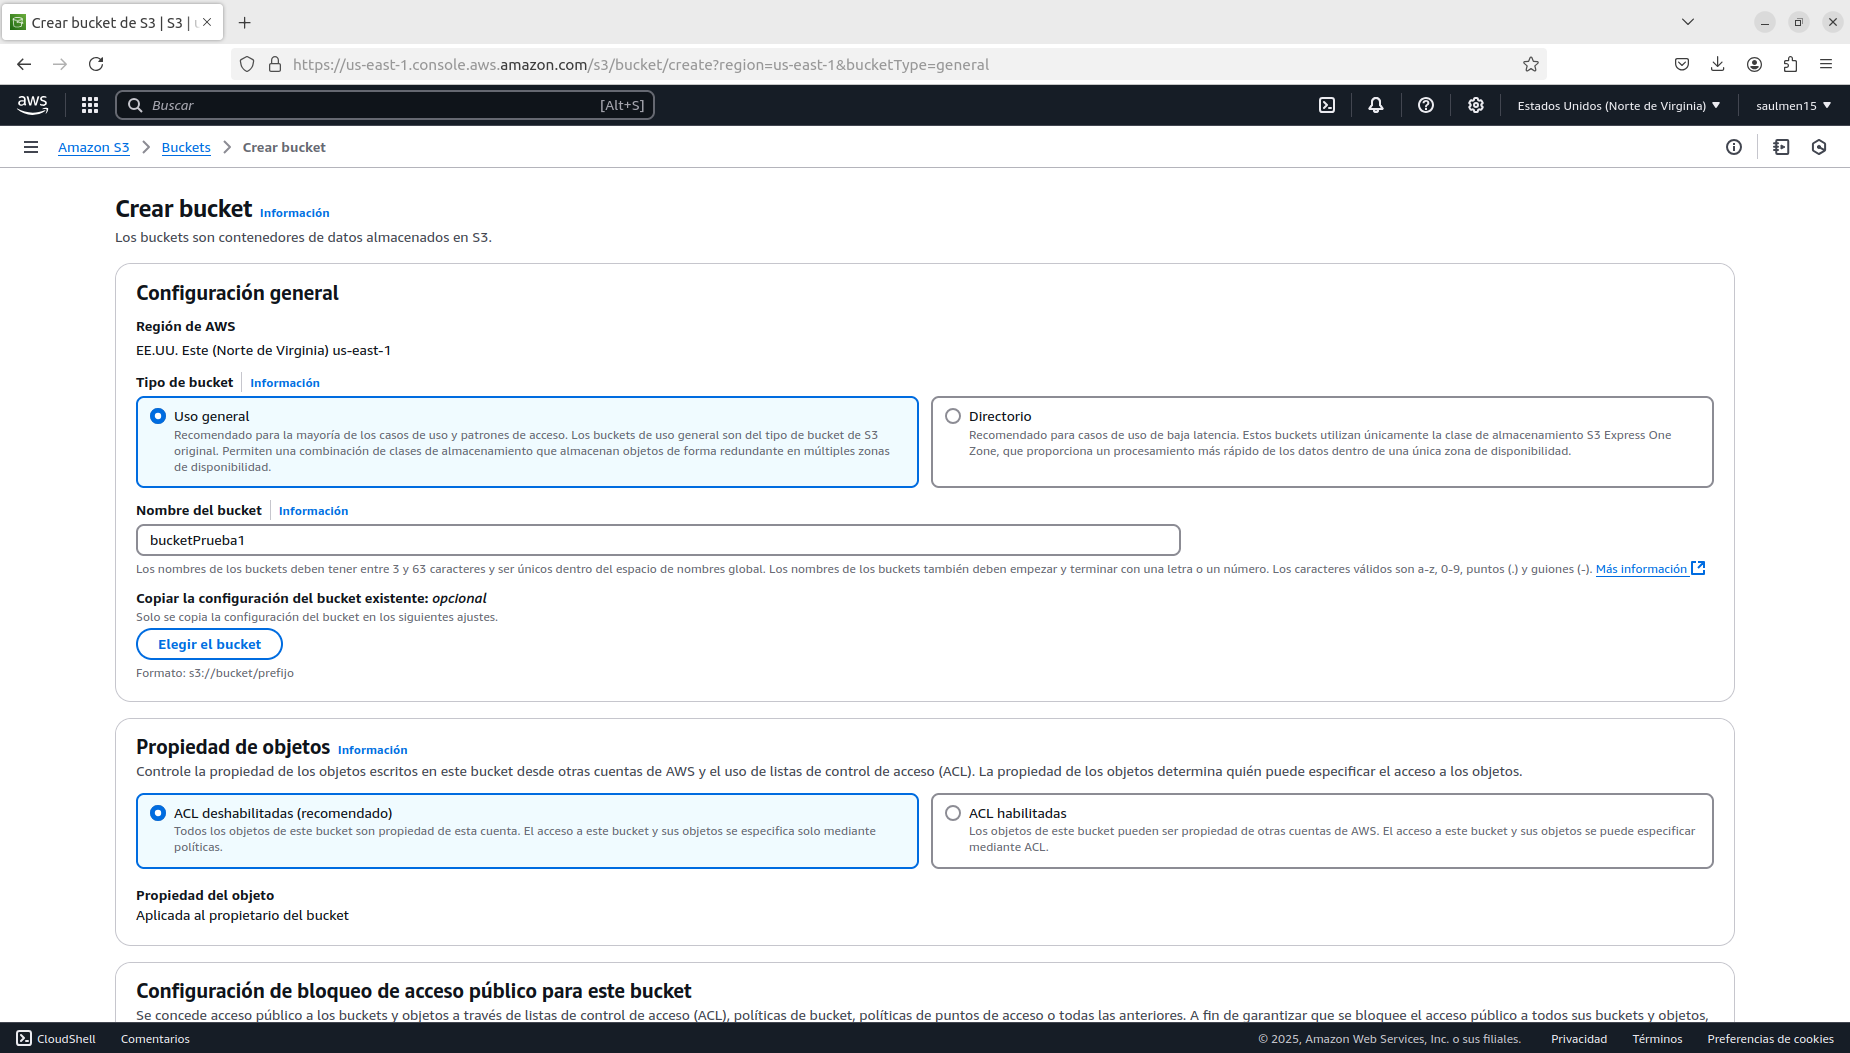 Crear bucket de S3 | S3 |
https://us-east-1.console.aws.amazon.com/s3/bucket/create?region=us-east-1&bucketType=general
aws
Buscar
[Alt+S]
Estados Unidos (Norte de Virginia)
saulmen15
Amazon S3
Buckets
Crear bucket
Crear bucket Información
Los buckets son contenedores de datos almacenados en S3.
Configuración general
Región de AWS
EE.UU. Este (Norte de Virginia) us-east-1
Tipo de bucket Información
Uso general
Recomendado para la mayoría de los casos de uso y patrones de acceso. Los buckets de uso general son del tipo de bucket de S3
original. Permiten una combinación de clases de almacenamiento que almacenan objetos de forma redundante en múltiples zonas
de disponibilidad.
Directorio
Recomendado para casos de uso de baja latencia. Estos buckets utilizan únicamente la clase de almacenamiento S3 Express One
Zone, que proporciona un procesamiento más rápido de los datos dentro de una única zona de disponibilidad.
Nombre del bucket Información
bucketPrueba1
Los nombres de los buckets deben tener entre 3 y 63 caracteres y ser únicos dentro del espacio de nombres global. Los nombres de los buckets también deben empezar y terminar con una letra o un número. Los caracteres válidos son a-z, 0-9, puntos (.) y guiones (-). Más información
Copiar la configuración del bucket existente: opcional
Solo se copia la configuración del bucket en los siguientes ajustes.
Elegir el bucket
Formato: s3://bucket/prefijo
Propiedad de objetos Información
Controle la propiedad de los objetos escritos en este bucket desde otras cuentas de AWS y el uso de listas de control de acceso (ACL). La propiedad de los objetos determina quién puede especificar el acceso a los objetos.
ACL deshabilitadas (recomendado)
Todos los objetos de este bucket son propiedad de esta cuenta. El acceso a este bucket y sus objetos se especifica solo mediante
políticas.
ACL habilitadas
Los objetos de este bucket pueden ser propiedad de otras cuentas de AWS. El acceso a este bucket y sus objetos se puede especificar
mediante ACL.
Propiedad del objeto
Aplicada al propietario del bucket
Configuración de bloqueo de acceso público para este bucket
Se concede acceso público a los buckets y objetos a través de listas de control de acceso (ACL), políticas de bucket, políticas de puntos de acceso o todas las anteriores. A fin de garantizar que se bloquee el acceso público a todos sus buckets y objetos,
CloudShell
Comentarios
© 2025, Amazon Web Services, Inc. o sus filiales.
Privacidad
Términos
Preferencias de cookies